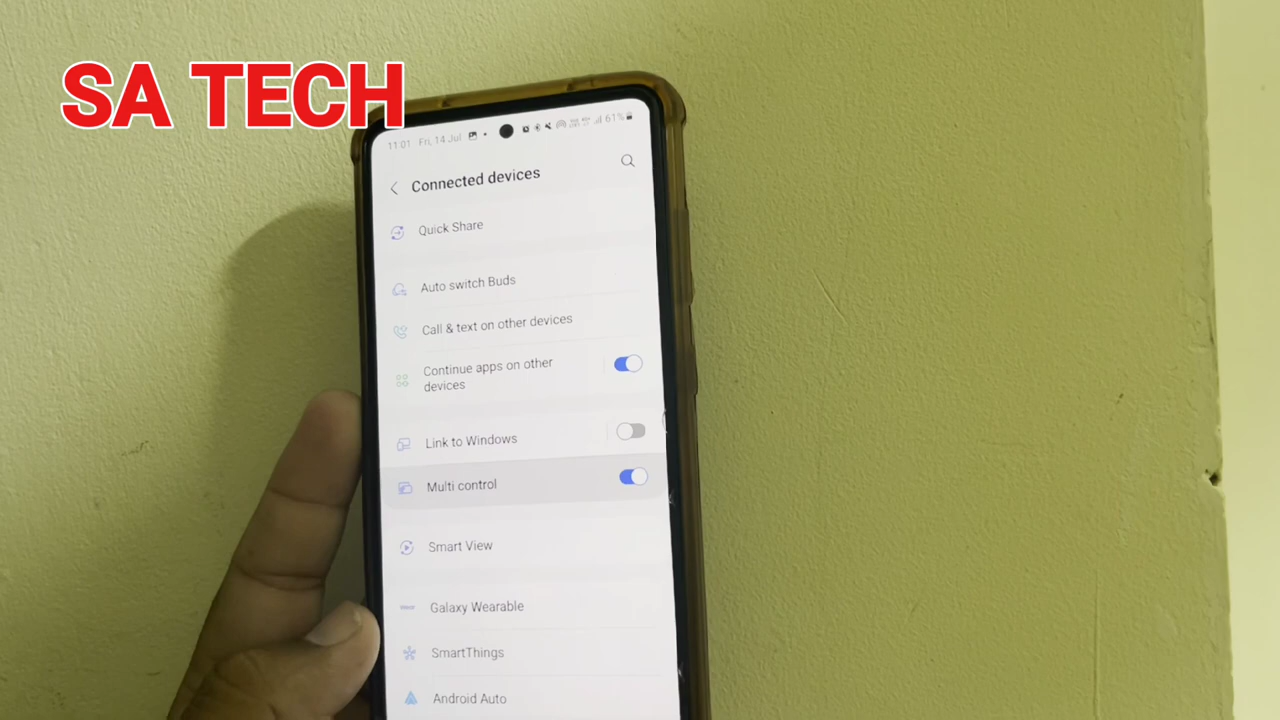 SA TECH
11:01 Fri, 14 Jul 61%
Connected devices
Quick Share
Auto switch Buds
Call & text on other devices
Continue apps on other
devices
Link to Windows
Multi control
Smart View
Galaxy Wearable
SmartThings
Android Auto